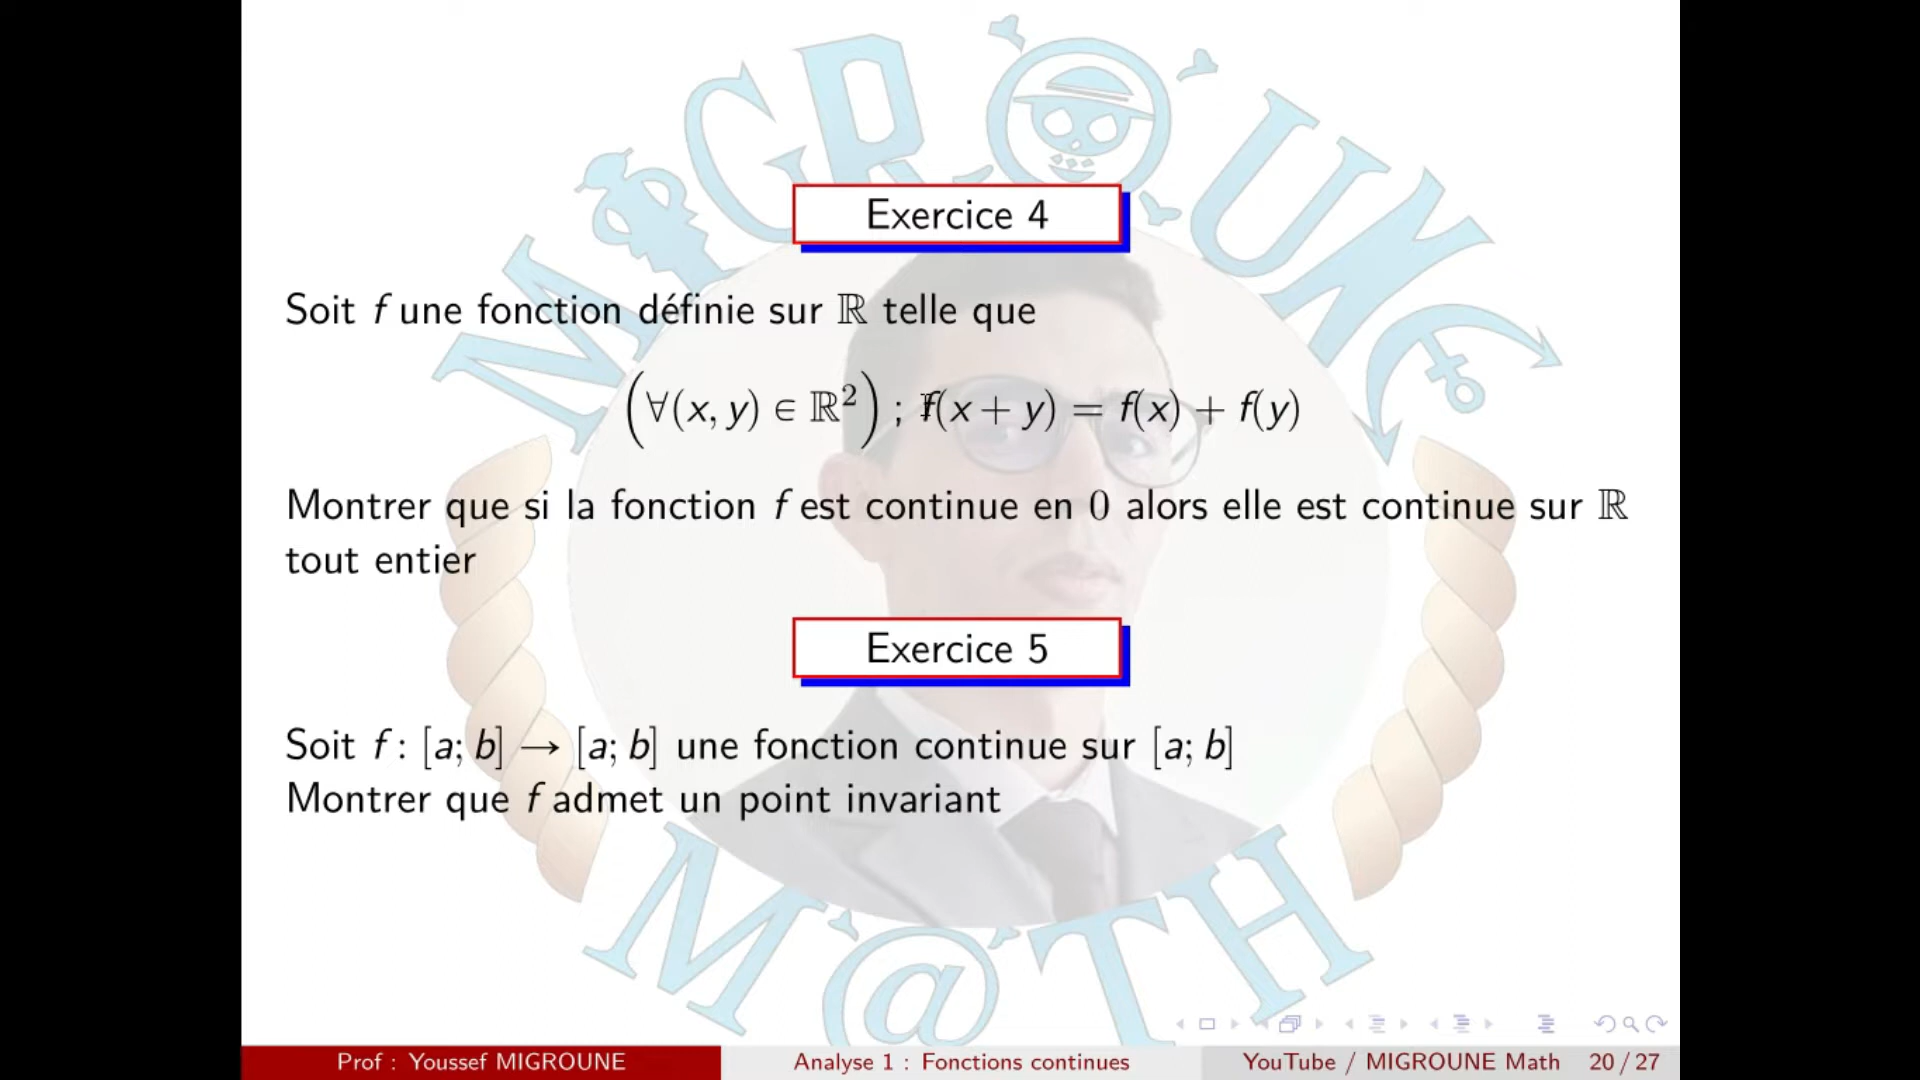 MIGROUNE
Exercice 4
Soit f une fonction définie sur ℝ telle que
(∀(x, y) ∈ ℝ²) ; f(x + y) = f(x) + f(y)
Montrer que si la fonction f est continue en 0 alors elle est continue sur ℝ
tout entier
Exercice 5
Soit f : [a; b] → [a; b] une fonction continue sur [a; b]
Montrer que f admet un point invariant
M@TH
Prof : Youssef MIGROUNE
Analyse 1 : Fonctions continues
YouTube / MIGROUNE Math 20 / 27